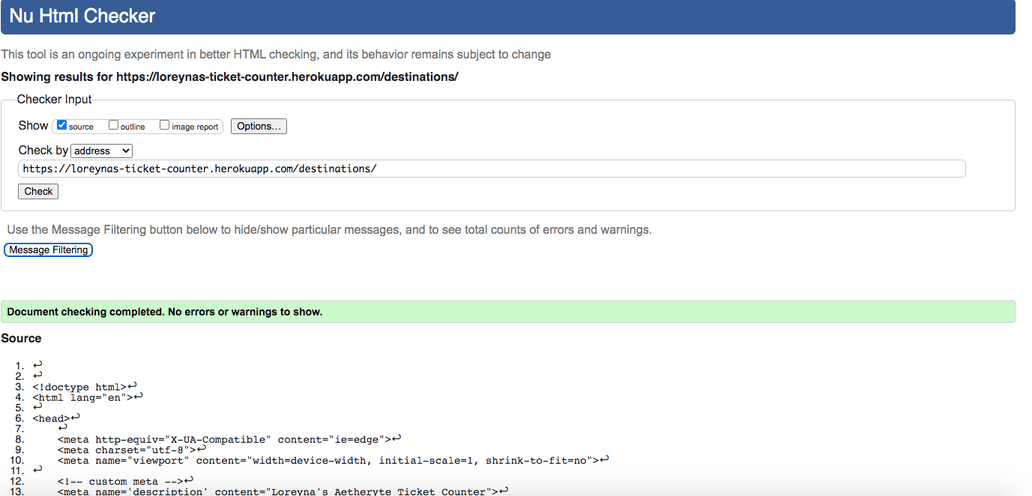 Nu Html Checker
This tool is an ongoing experiment in better HTML checking, and its behavior remains subject to change
Showing results for https://loreynas-ticket-counter.herokuapp.com/destinations/
Checker Input
Show source outline image report Options...
Check by address
https://loreynas-ticket-counter.herokuapp.com/destinations/
Check
Use the Message Filtering button below to hide/show particular messages, and to see total counts of errors and warnings.
Message Filtering
Document checking completed. No errors or warnings to show.
Source
1. ↩
2. ↩
3. <!doctype html>↩
4. <html lang="en">↩
5. ↩
6. <head>↩
7. ↩
8. <meta http-equiv="X-UA-Compatible" content="ie=edge">↩
9. <meta charset="utf-8">↩
10. <meta name="viewport" content="width=device-width, initial-scale=1, shrink-to-fit=no">↩
11. ↩
12. <!-- custom meta -->↩
13. <meta name='description' content="Loreyna's Aetheryte Ticket Counter">↩